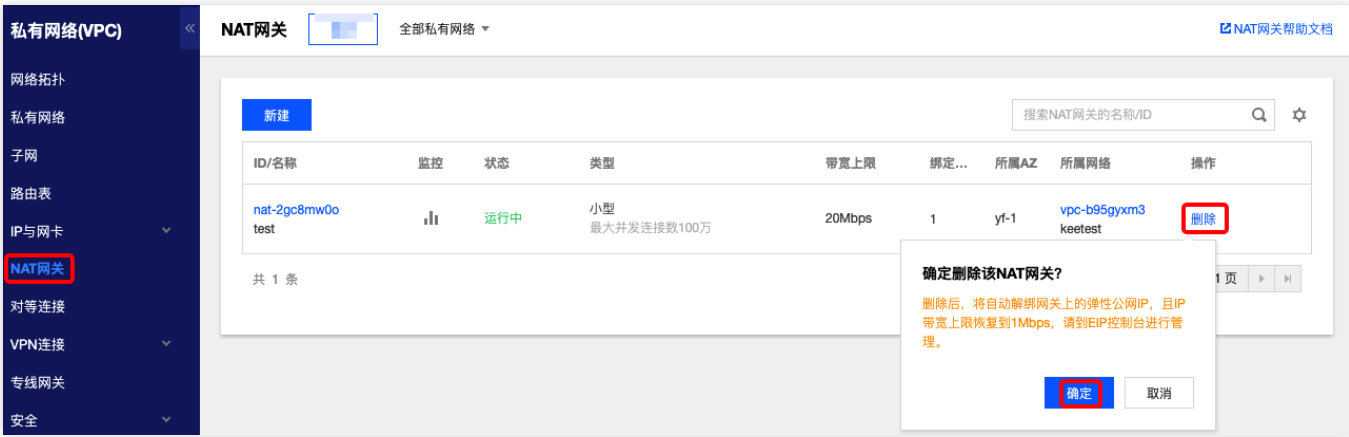 私有网络(VPC)
NAT网关
全部私有网络
NAT网关帮助文档
网络拓扑
私有网络
子网
路由表
IP与网卡
NAT网关
对等连接
VPN连接
专线网关
安全
新建
搜索NAT网关的名称/ID
ID/名称 监控 状态 类型 带宽上限 绑定... 所属AZ 所属网络 操作
nat-2gc8mw0o 运行中 小型 20Mbps 1 yf-1 vpc-b95gyxm3 删除
test 最大并发连接数100万 keetest
共 1 条
1 页
确定删除该NAT网关?
删除后，将自动解绑网关上的弹性公网IP，且IP
带宽上限恢复到1Mbps，请到EIP控制台进行管
理。
确定 取消